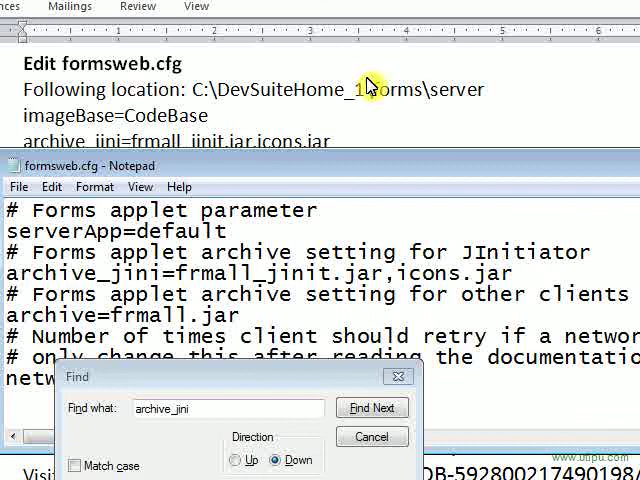 Mailings Review View
3 4 5 6
Edit formsweb.cfg
Following location: C:\DevSuiteHome_1\forms\server
imageBase=CodeBase
archive_jini=frmall_jinit.jar,icons.jar
formsweb.cfg - Notepad
File Edit Format View Help
# Forms applet parameter
serverApp=default
# Forms applet archive setting for JInitiator
archive_jini=frmall_jinit.jar,icons.jar
# Forms applet archive setting for other clients
archive=frmall.jar
# Number of times client should retry if a networ
# only change this after reading the documentatio
netw
Find
Find what: archive_jini Find Next
Cancel
Direction
Up Down
Match case
www.utipu.com
Visi DB-592800217490198/